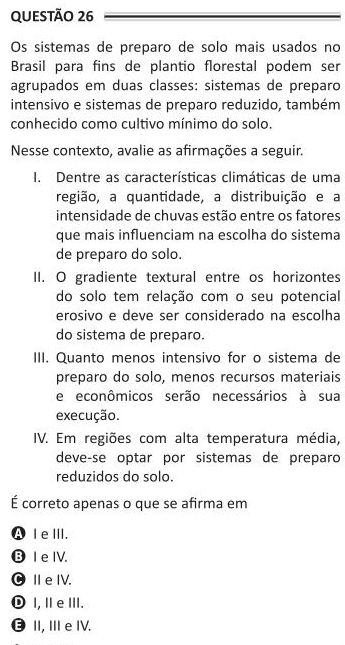 QUESTÃO 26
Os sistemas de preparo de solo mais usados no
Brasil para fins de plantio florestal podem ser
agrupados em duas classes: sistemas de preparo
intensivo e sistemas de preparo reduzido, também
conhecido como cultivo mínimo do solo.
Nesse contexto, avalie as afirmações a seguir.
I. Dentre as características climáticas de uma
região, a quantidade, a distribuição e a
intensidade de chuvas estão entre os fatores
que mais influenciam na escolha do sistema
de preparo do solo.
II. O gradiente textural entre os horizontes
do solo tem relação com o seu potencial
erosivo e deve ser considerado na escolha
do sistema de preparo.
III. Quanto menos intensivo for o sistema de
preparo do solo, menos recursos materiais
e econômicos serão necessários à sua
execução.
IV. Em regiões com alta temperatura média,
deve-se optar por sistemas de preparo
reduzidos do solo.
É correto apenas o que se afirma em
A I e III.
B I e IV.
C II e IV.
D I, II e III.
E II, III e IV.